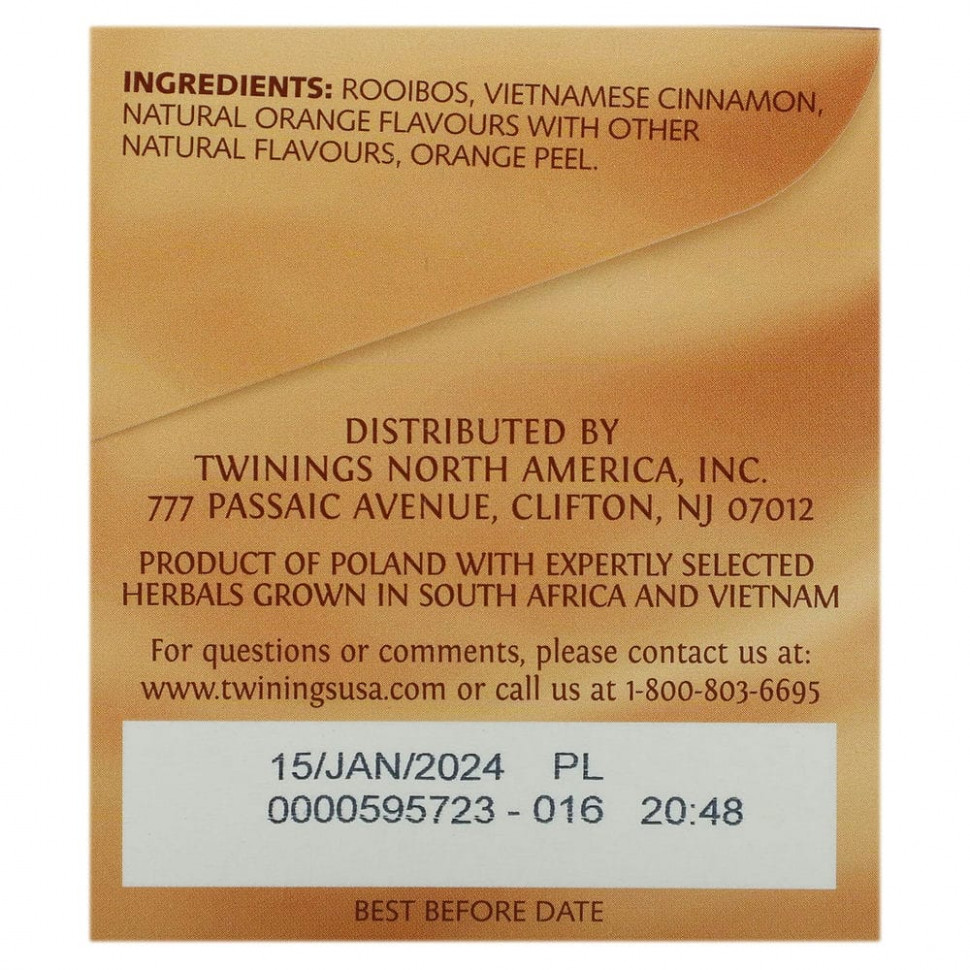 INGREDIENTS: ROOIBOS, VIETNAMESE CINNAMON,
NATURAL ORANGE FLAVOURS WITH OTHER
NATURAL FLAVOURS, ORANGE PEEL.
DISTRIBUTED BY
TWININGS NORTH AMERICA, INC.
777 PASSAIC AVENUE, CLIFTON, NJ 07012
PRODUCT OF POLAND WITH EXPERTLY SELECTED
HERBALS GROWN IN SOUTH AFRICA AND VIETNAM
For questions or comments, please contact us at:
www.twiningsusa.com or call us at 1-800-803-6695
15/JAN/2024 PL
0000595723 - 016 20:48
BEST BEFORE DATE